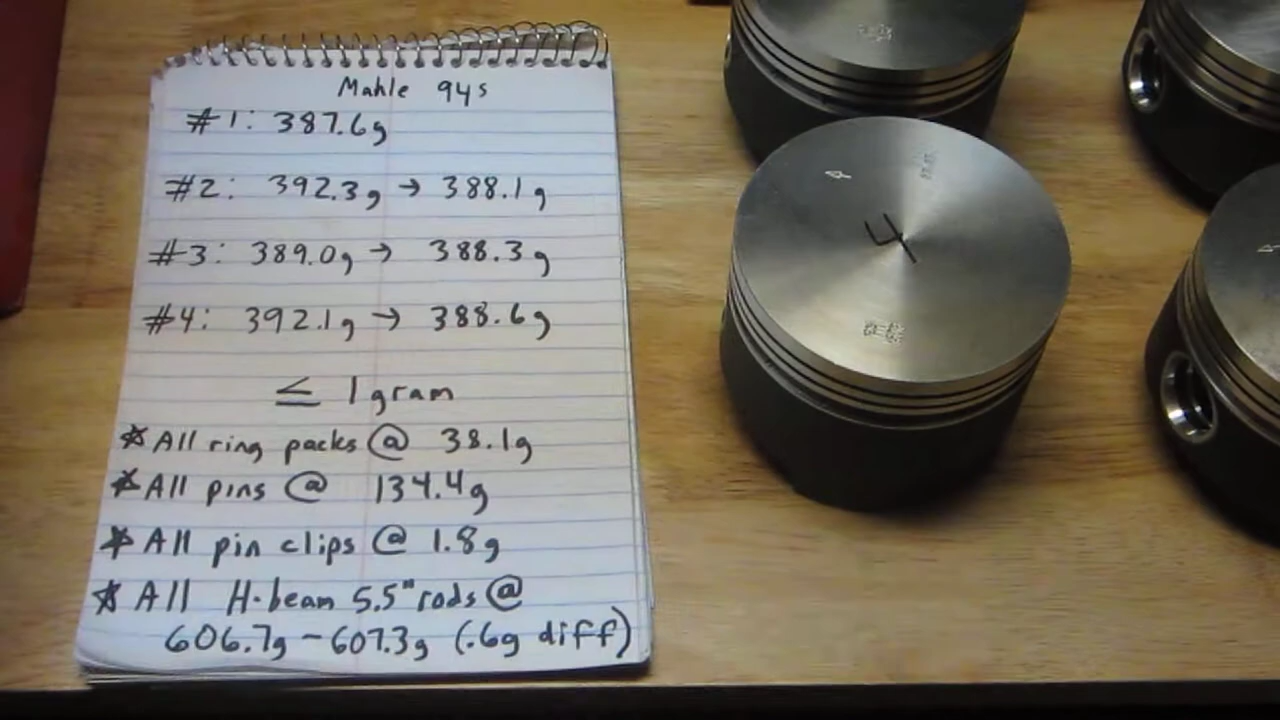 Mahle 94s
#1: 387.6g
#2: 392.3g → 388.1g
#3: 389.0g → 388.3g
#4: 392.1g → 388.6g
≤ 1 gram
* All ring packs @ 38.1g
* All pins @ 134.4g
* All pin clips @ 1.8g
* All H-beam 5.5" rods @
606.7g - 607.3g (.6g diff)
4